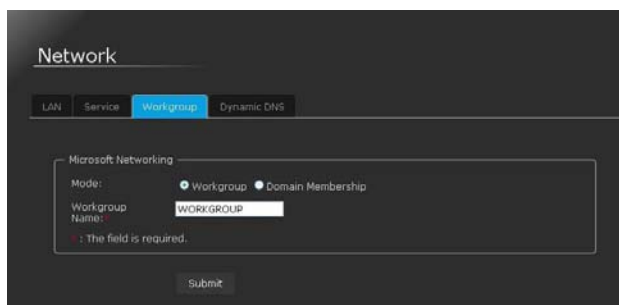 Network
LAN Service Workgroup Dynamic DNS
Microsoft Networking
Mode: Workgroup Domain Membership
Workgroup Name:* WORKGROUP
* : The field is required.
Submit